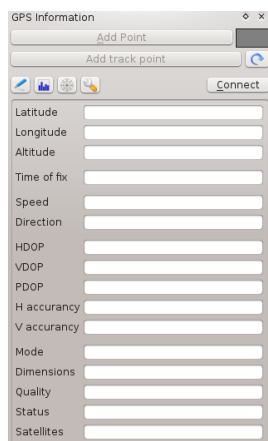 GPS Information
Add Point
Add track point
Connect
Latitude
Longitude
Altitude
Time of fix
Speed
Direction
HDOP
VDOP
PDOP
H accurancy
V accurancy
Mode
Dimensions
Quality
Status
Satellites